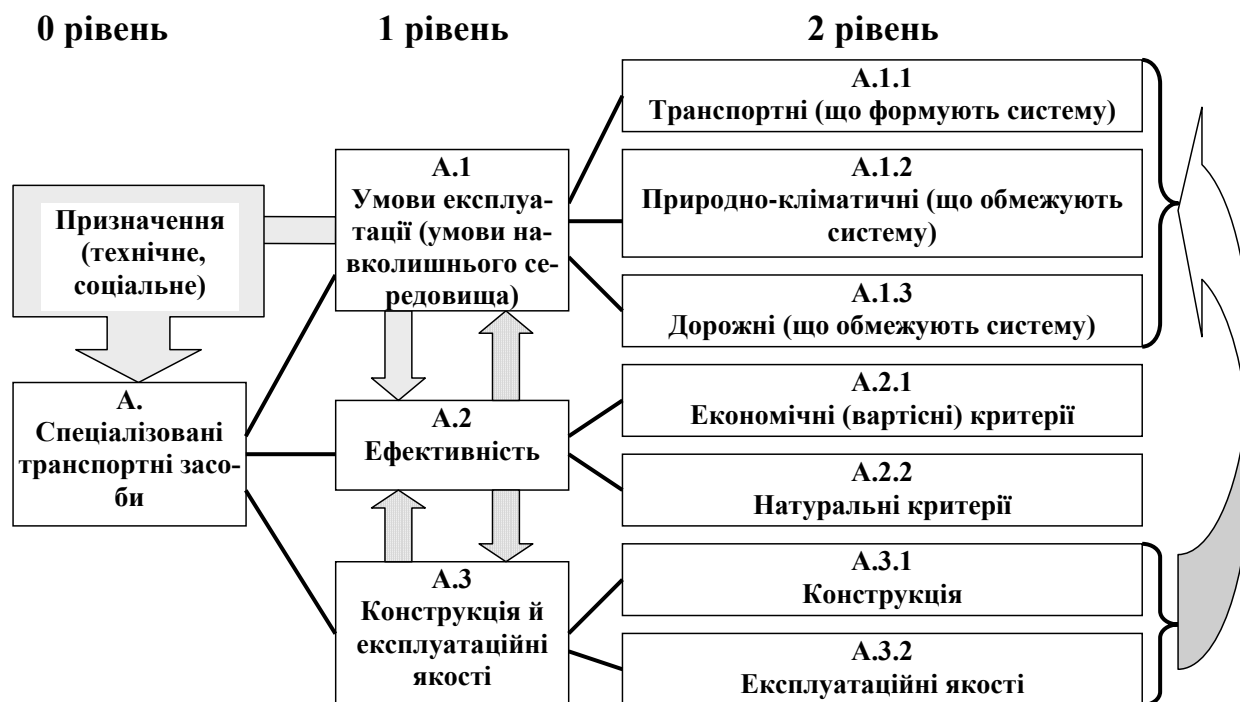 0 рівень
1 рівень
2 рівень
Призначення
(технічне,
соціальне)
А.
Спеціалізовані
транспортні засо-
би
А.1
Умови експлуа-
тації (умови на-
вколишнього се-
редовища)
А.2
Ефективність
А.3
Конструкція й
експлуатаційні
якості
А.1.1
Транспортні (що формують систему)
А.1.2
Природно-кліматичні (що обмежують
систему)
А.1.3
Дорожні (що обмежують систему)
А.2.1
Економічні (вартісні) критерії
А.2.2
Натуральні критерії
А.3.1
Конструкція
А.3.2
Експлуатаційні якості